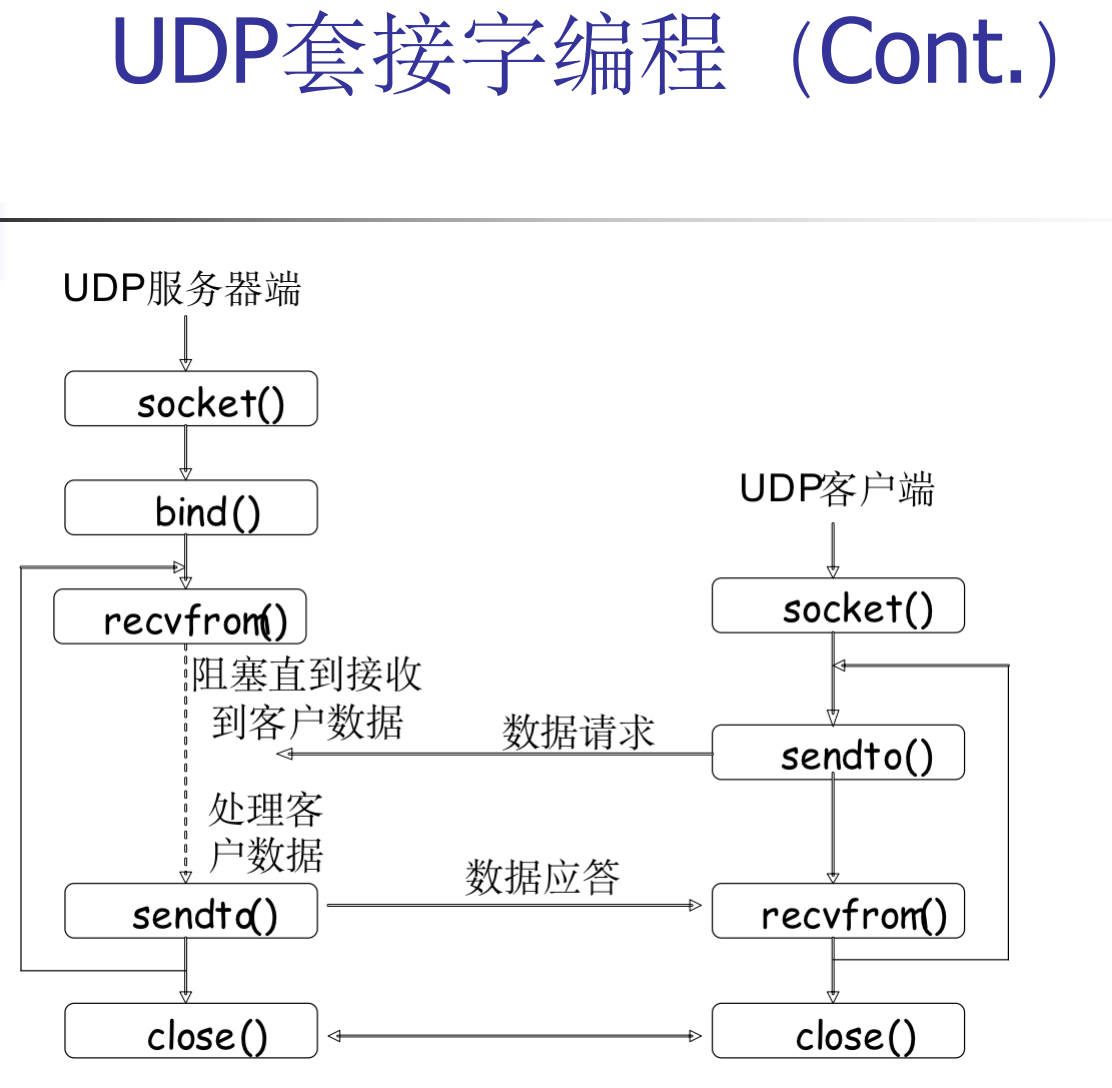 UDP套接字编程（Cont.）
UDP服务器端
socket()
bind()
recvfrom()
阻塞直到接收
到客户数据
处理客
户数据
sendto()
close()
数据请求
数据应答
UDP客户端
socket()
sendto()
recvfrom()
close()